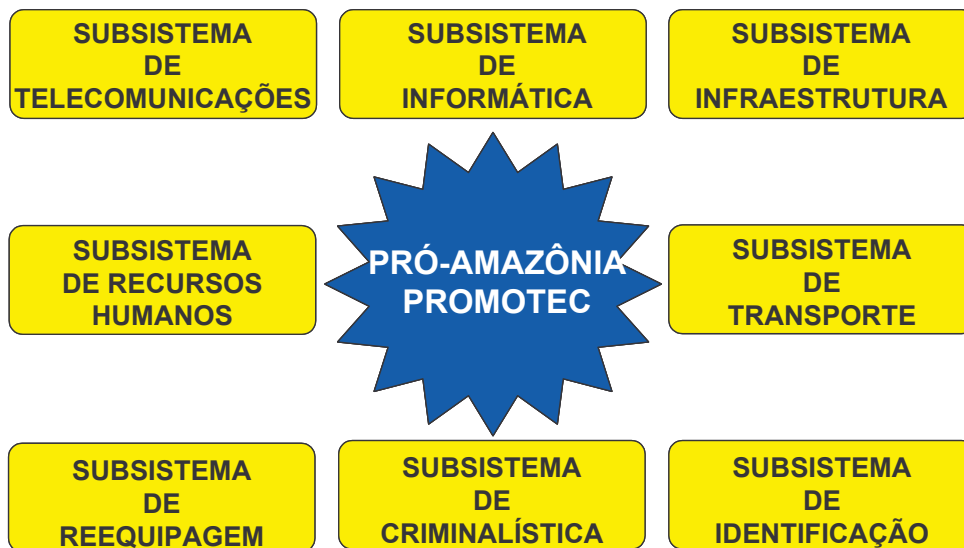 SUBSISTEMA
DE
TELECOMUNICAÇÕES
SUBSISTEMA
DE
INFORMÁTICA
SUBSISTEMA
DE
INFRAESTRUTURA
SUBSISTEMA
DE RECURSOS
HUMANOS
PRÓ-AMAZÔNIA
PROMOTEC
SUBSISTEMA
DE
TRANSPORTE
SUBSISTEMA
DE
REEQUIPAGEM
SUBSISTEMA
DE
CRIMINALÍSTICA
SUBSISTEMA
DE
IDENTIFICAÇÃO